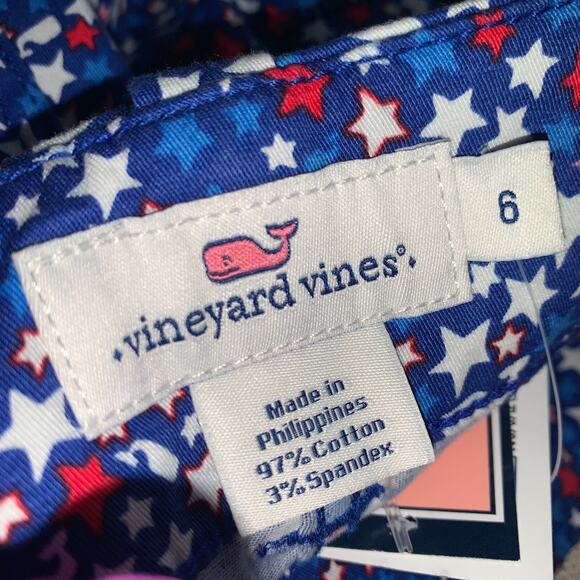 vineyard vines®
6
Made in
Philippines
97% Cotton
3% Spandex